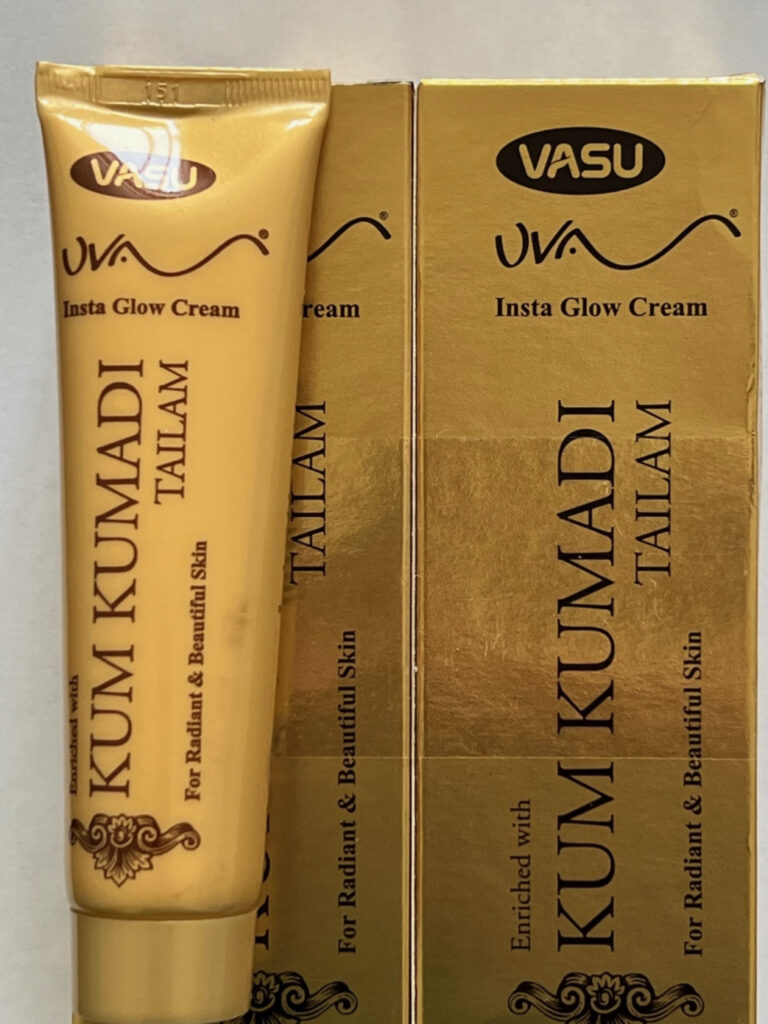 151
VASU
UVA
®
Insta Glow Cream
Enriched with
KUM KUMADI
TAILAM
For Radiant & Beautiful Skin
®
ream
TAILAM
For Radiant & Beautiful Skin
VASU
UVA
®
Insta Glow Cream
Enriched with
KUM KUMADI
TAILAM
For Radiant & Beautiful Skin